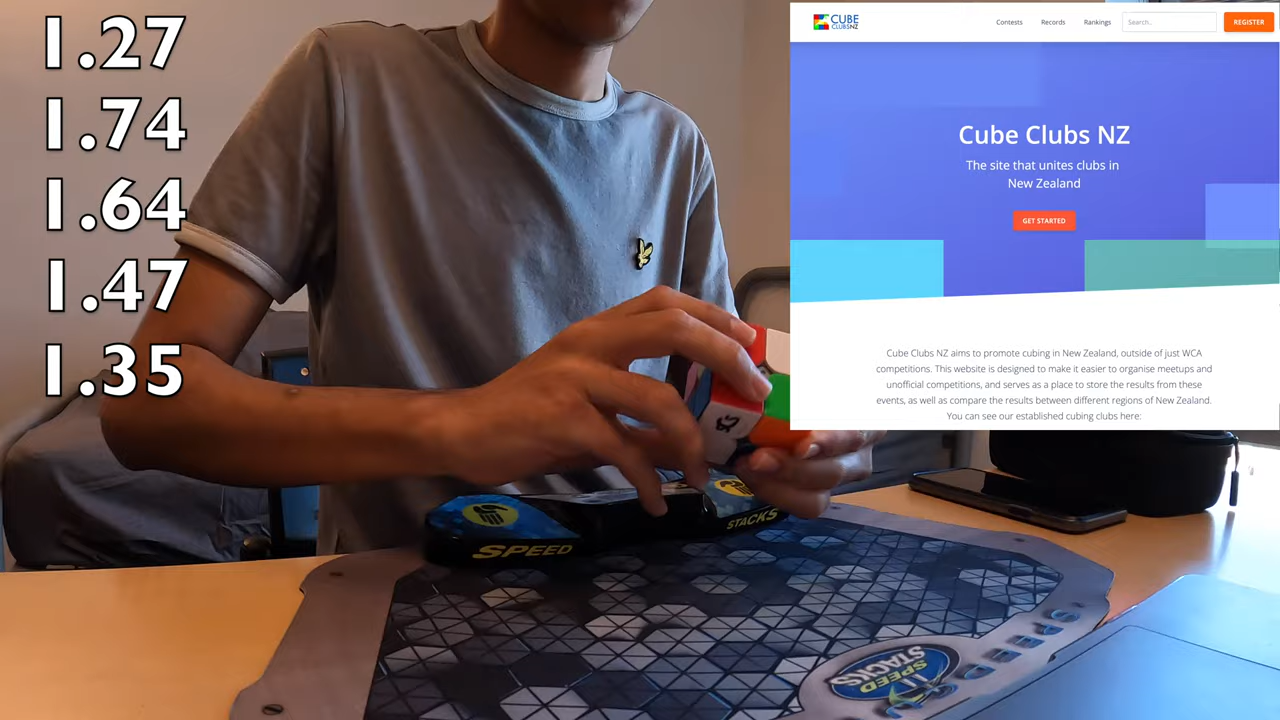 1.27
1.74
1.64
1.47
1.35
CUBE
CLUBSNZ
Contests
Records
Rankings
Search..
REGISTER
Cube Clubs NZ
The site that unites clubs in
New Zealand
GET STARTED
Cube Clubs NZ aims to promote cubing in New Zealand, outside of just WCA
competitions. This website is designed to make it easier to organise meetups and
unofficial competitions, and serves as a place to store the results from these
events, as well as compare the results between different regions of New Zealand.
You can see our established cubing clubs here:
SPEED
STACKS
SPEED
STACKS
SPEED